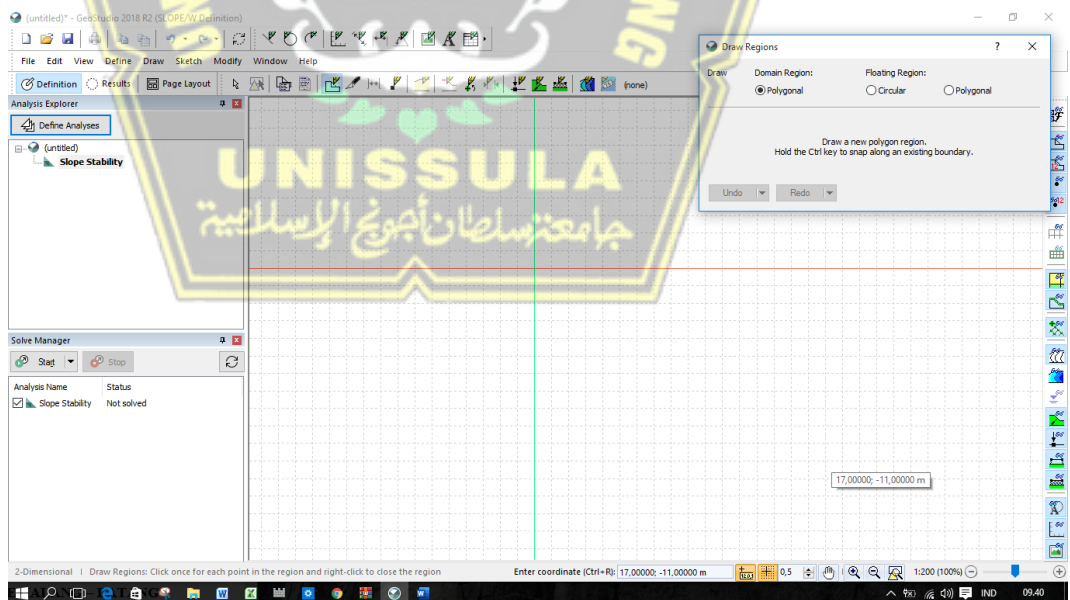 (untitled)* - GeoStudio 2018 R2 (SLOPE/W Definition)
File Edit View Define Draw Sketch Modify Window Help
Definition Results Page Layout (none)
Analysis Explorer
Define Analyses
(untitled)
Slope Stability
Draw Regions
Draw Domain Region: Floating Region:
Polygonal Circular Polygonal
Draw a new polygon region.
Hold the Ctrl key to snap along an existing boundary.
Undo Redo
UNISSULA
جامعة سلطان أجونج الإسلامية
Solve Manager
Start Stop
Analysis Name Status
Slope Stability Not solved
17,00000; -11,00000 m
2-Dimensional | Draw Regions: Click once for each point in the region and right-click to close the region Enter coordinate (Ctrl+R): 17,00000; -11,00000 m 0,5 1:200 (100%)
IND 09.40